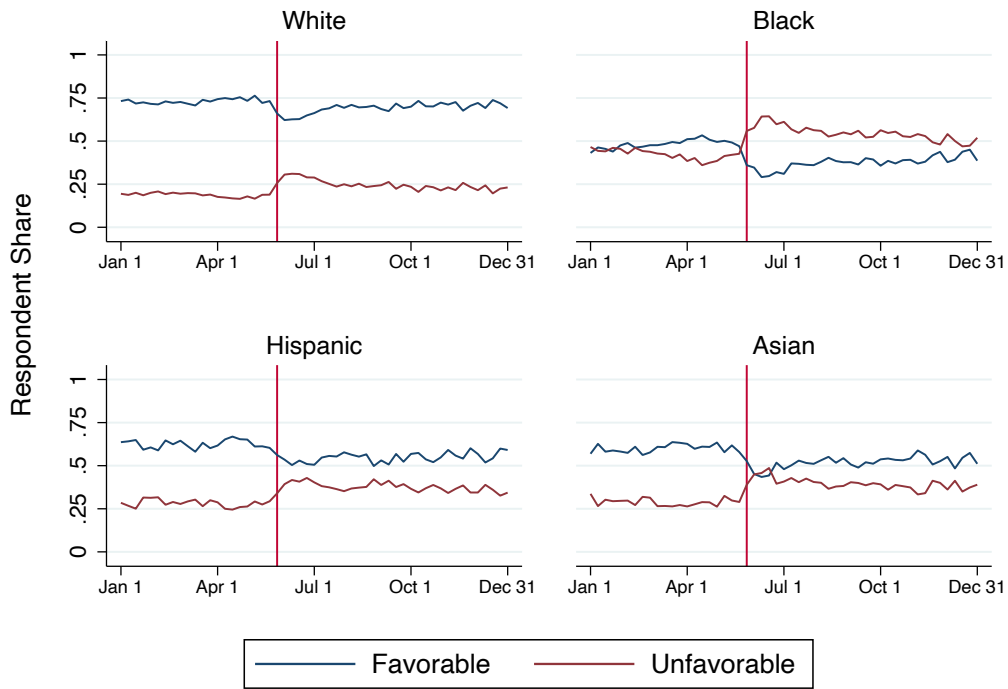 White
Black
1
.75
.5
.25
0
Jan 1 Apr 1 Jul 1 Oct 1 Dec 31
Jan 1 Apr 1 Jul 1 Oct 1 Dec 31
Respondent Share
Hispanic
Asian
1
.75
.5
.25
0
Jan 1 Apr 1 Jul 1 Oct 1 Dec 31
Jan 1 Apr 1 Jul 1 Oct 1 Dec 31
Favorable Unfavorable